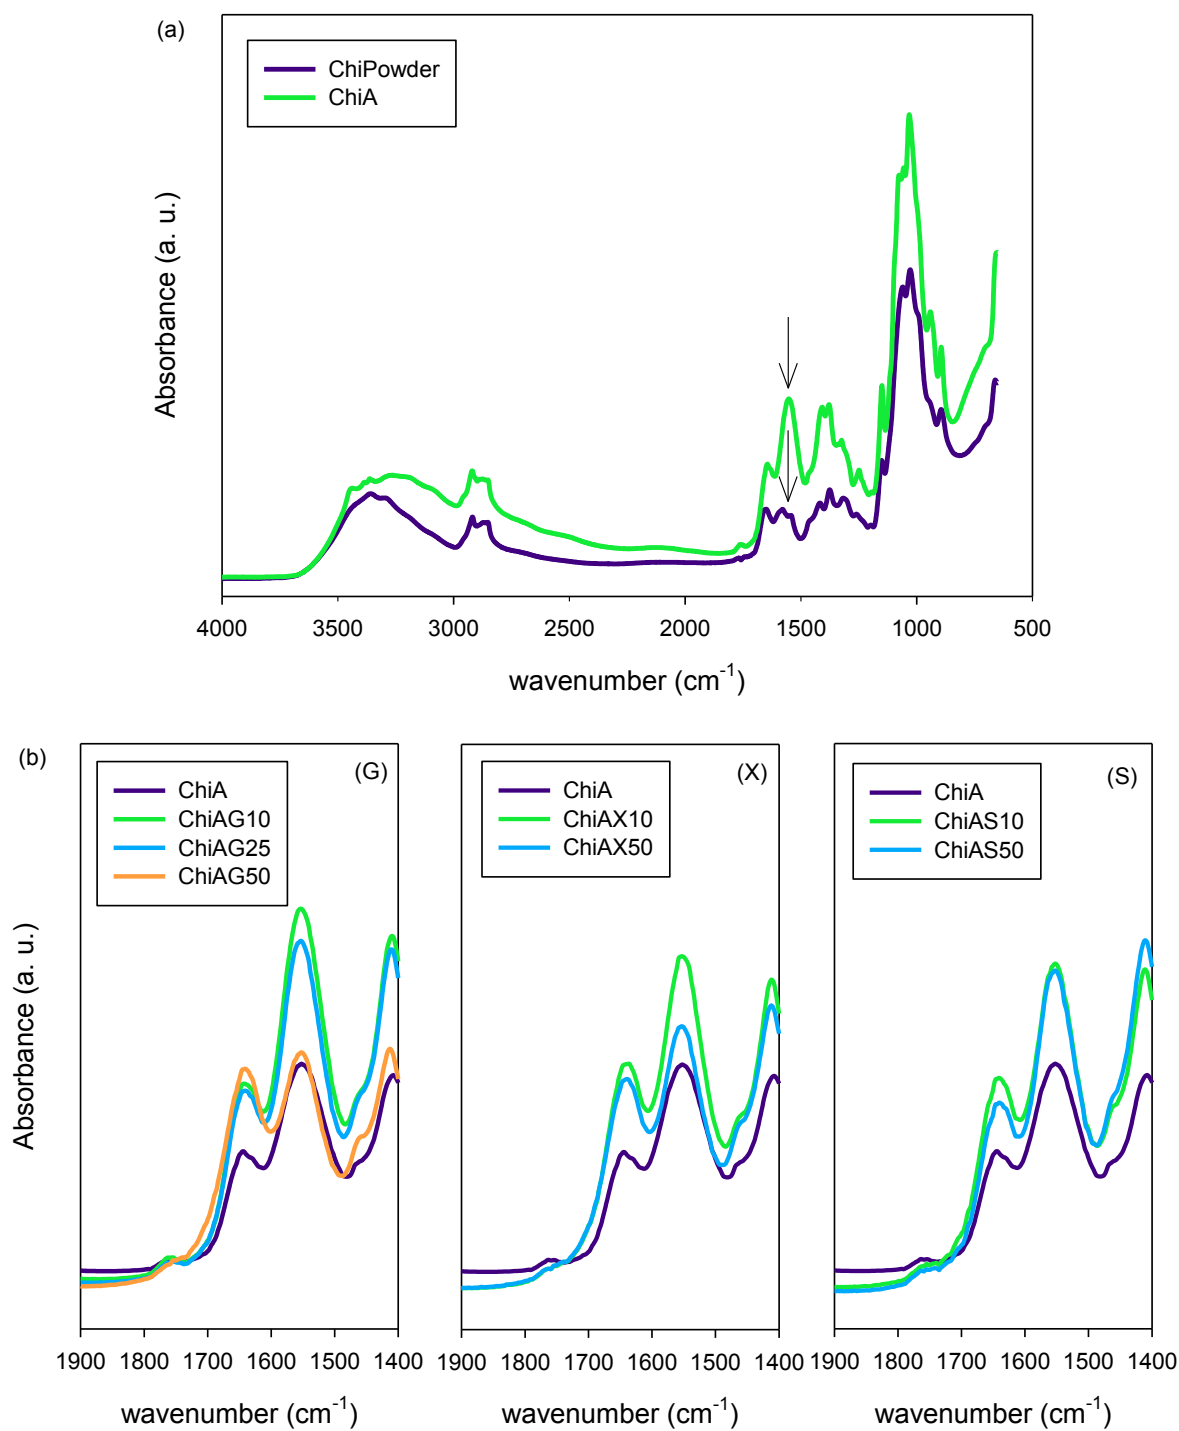 (a)
ChiPowder
ChiA
Absorbance (a. u.)
4000 3500 3000 2500 2000 1500 1000 500
wavenumber (cm⁻¹)
(b)
(G)
ChiA
ChiAG10
ChiAG25
ChiAG50
(X)
ChiA
ChiAX10
ChiAX50
(S)
ChiA
ChiAS10
ChiAS50
Absorbance (a. u.)
1900 1800 1700 1600 1500 1400
1900 1800 1700 1600 1500 1400
1900 1800 1700 1600 1500 1400
wavenumber (cm⁻¹)
wavenumber (cm⁻¹)
wavenumber (cm⁻¹)